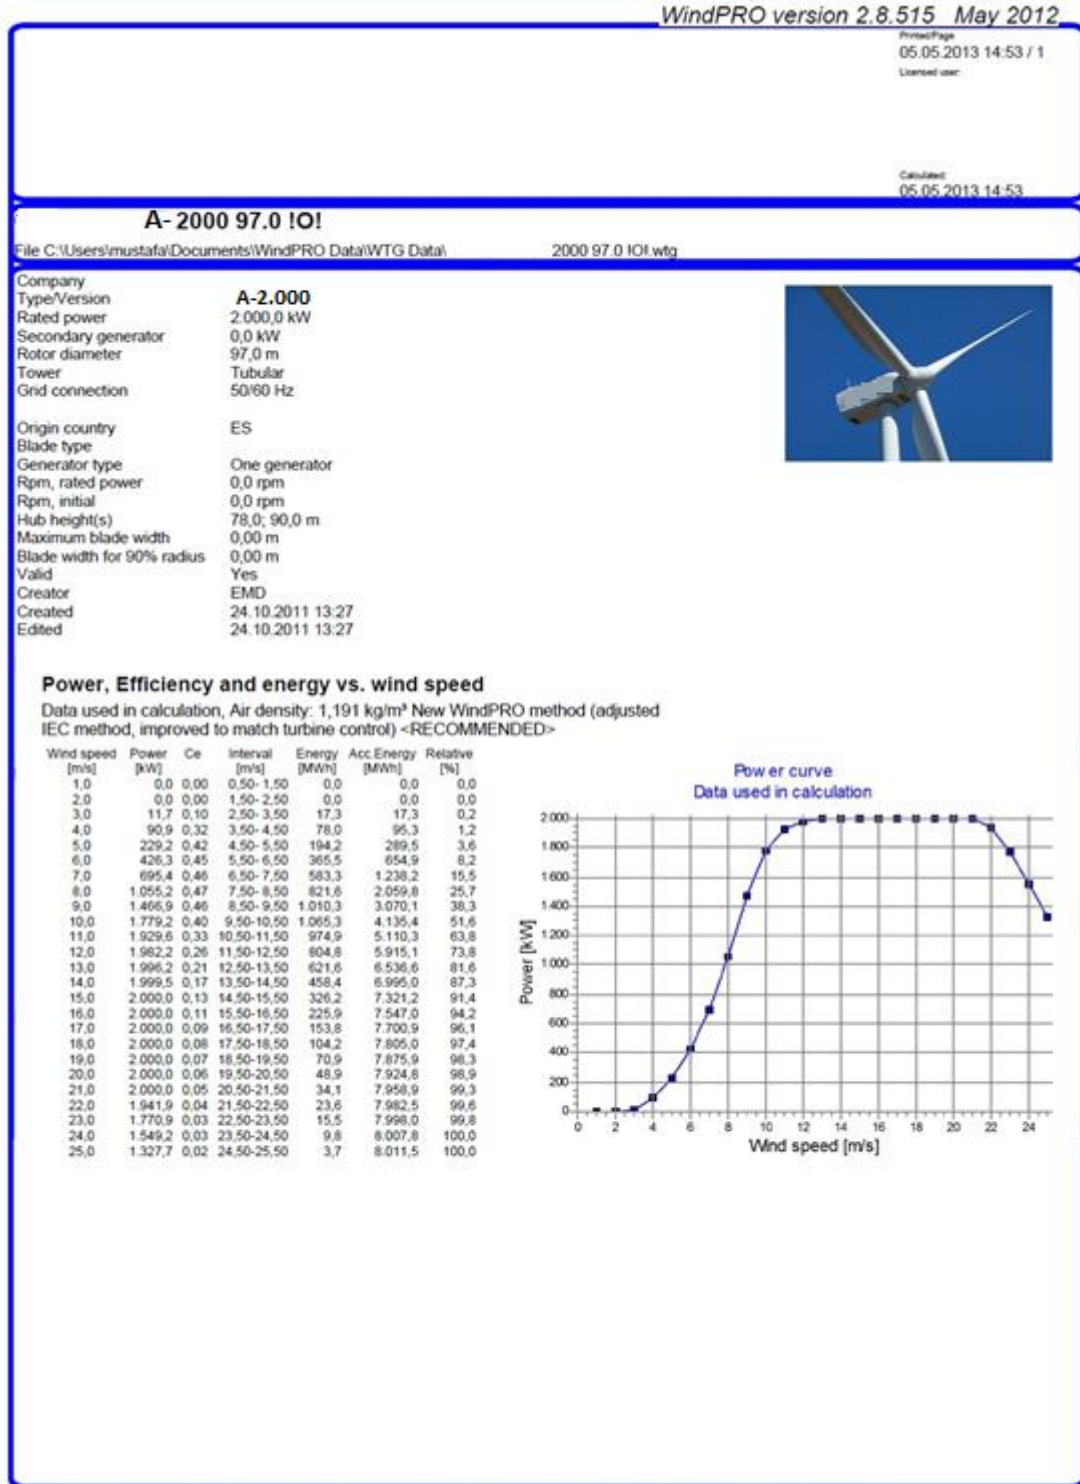 WindPRO version 2.8.515 May 2012
Printed/Page
05.05.2013 14:53 / 1
Licensed user:
Calculated:
05.05.2013 14:53
A- 2000 97.0 !O!
File C:\Users\mustafa\Documents\WindPRO Data\WTG Data\ 2000 97.0 !O!.wtg
Company
Type/Version A-2.000
Rated power 2.000,0 kW
Secondary generator 0,0 kW
Rotor diameter 97,0 m
Tower Tubular
Grid connection 50/60 Hz
Origin country ES
Blade type
Generator type One generator
Rpm, rated power 0,0 rpm
Rpm, initial 0,0 rpm
Hub height(s) 78,0; 90,0 m
Maximum blade width 0,00 m
Blade width for 90% radius 0,00 m
Valid Yes
Creator EMD
Created 24.10.2011 13:27
Edited 24.10.2011 13:27
Power, Efficiency and energy vs. wind speed
Data used in calculation, Air density: 1,191 kg/m³ New WindPRO method (adjusted
IEC method, improved to match turbine control) <RECOMMENDED>
Wind speed Power Ce Interval Energy Acc.Energy Relative
[m/s] [kW] [m/s] [MWh] [MWh] [%]
1,0 0,0 0,00 0,50- 1,50 0,0 0,0 0,0
2,0 0,0 0,00 1,50- 2,50 0,0 0,0 0,0
3,0 11,7 0,10 2,50- 3,50 17,3 17,3 0,2
4,0 90,9 0,32 3,50- 4,50 78,0 95,3 1,2
5,0 229,2 0,42 4,50- 5,50 194,2 289,5 3,6
6,0 426,3 0,45 5,50- 6,50 365,5 654,9 8,2
7,0 695,4 0,46 6,50- 7,50 583,3 1.238,2 15,5
8,0 1.055,2 0,47 7,50- 8,50 821,6 2.059,8 25,7
9,0 1.466,9 0,46 8,50- 9,50 1.010,3 3.070,1 38,3
10,0 1.779,2 0,40 9,50-10,50 1.065,3 4.135,4 51,6
11,0 1.929,6 0,33 10,50-11,50 974,9 5.110,3 63,8
12,0 1.982,2 0,26 11,50-12,50 804,8 5.915,1 73,8
13,0 1.996,2 0,21 12,50-13,50 621,6 6.536,6 81,6
14,0 1.999,5 0,17 13,50-14,50 458,4 6.995,0 87,3
15,0 2.000,0 0,13 14,50-15,50 326,2 7.321,2 91,4
16,0 2.000,0 0,11 15,50-16,50 225,9 7.547,0 94,2
17,0 2.000,0 0,09 16,50-17,50 153,8 7.700,9 96,1
18,0 2.000,0 0,08 17,50-18,50 104,2 7.805,0 97,4
19,0 2.000,0 0,07 18,50-19,50 70,9 7.875,9 98,3
20,0 2.000,0 0,06 19,50-20,50 48,9 7.924,8 98,9
21,0 2.000,0 0,05 20,50-21,50 34,1 7.958,9 99,3
22,0 1.941,9 0,04 21,50-22,50 23,6 7.982,5 99,6
23,0 1.770,9 0,03 22,50-23,50 15,5 7.998,0 99,8
24,0 1.549,2 0,03 23,50-24,50 9,8 8.007,8 100,0
25,0 1.327,7 0,02 24,50-25,50 3,7 8.011,5 100,0
Power curve
Data used in calculation
2.000
1.800
1.600
1.400
1.200
1.000
800
600
400
200
0
Power [kW]
0 2 4 6 8 10 12 14 16 18 20 22 24
Wind speed [m/s]